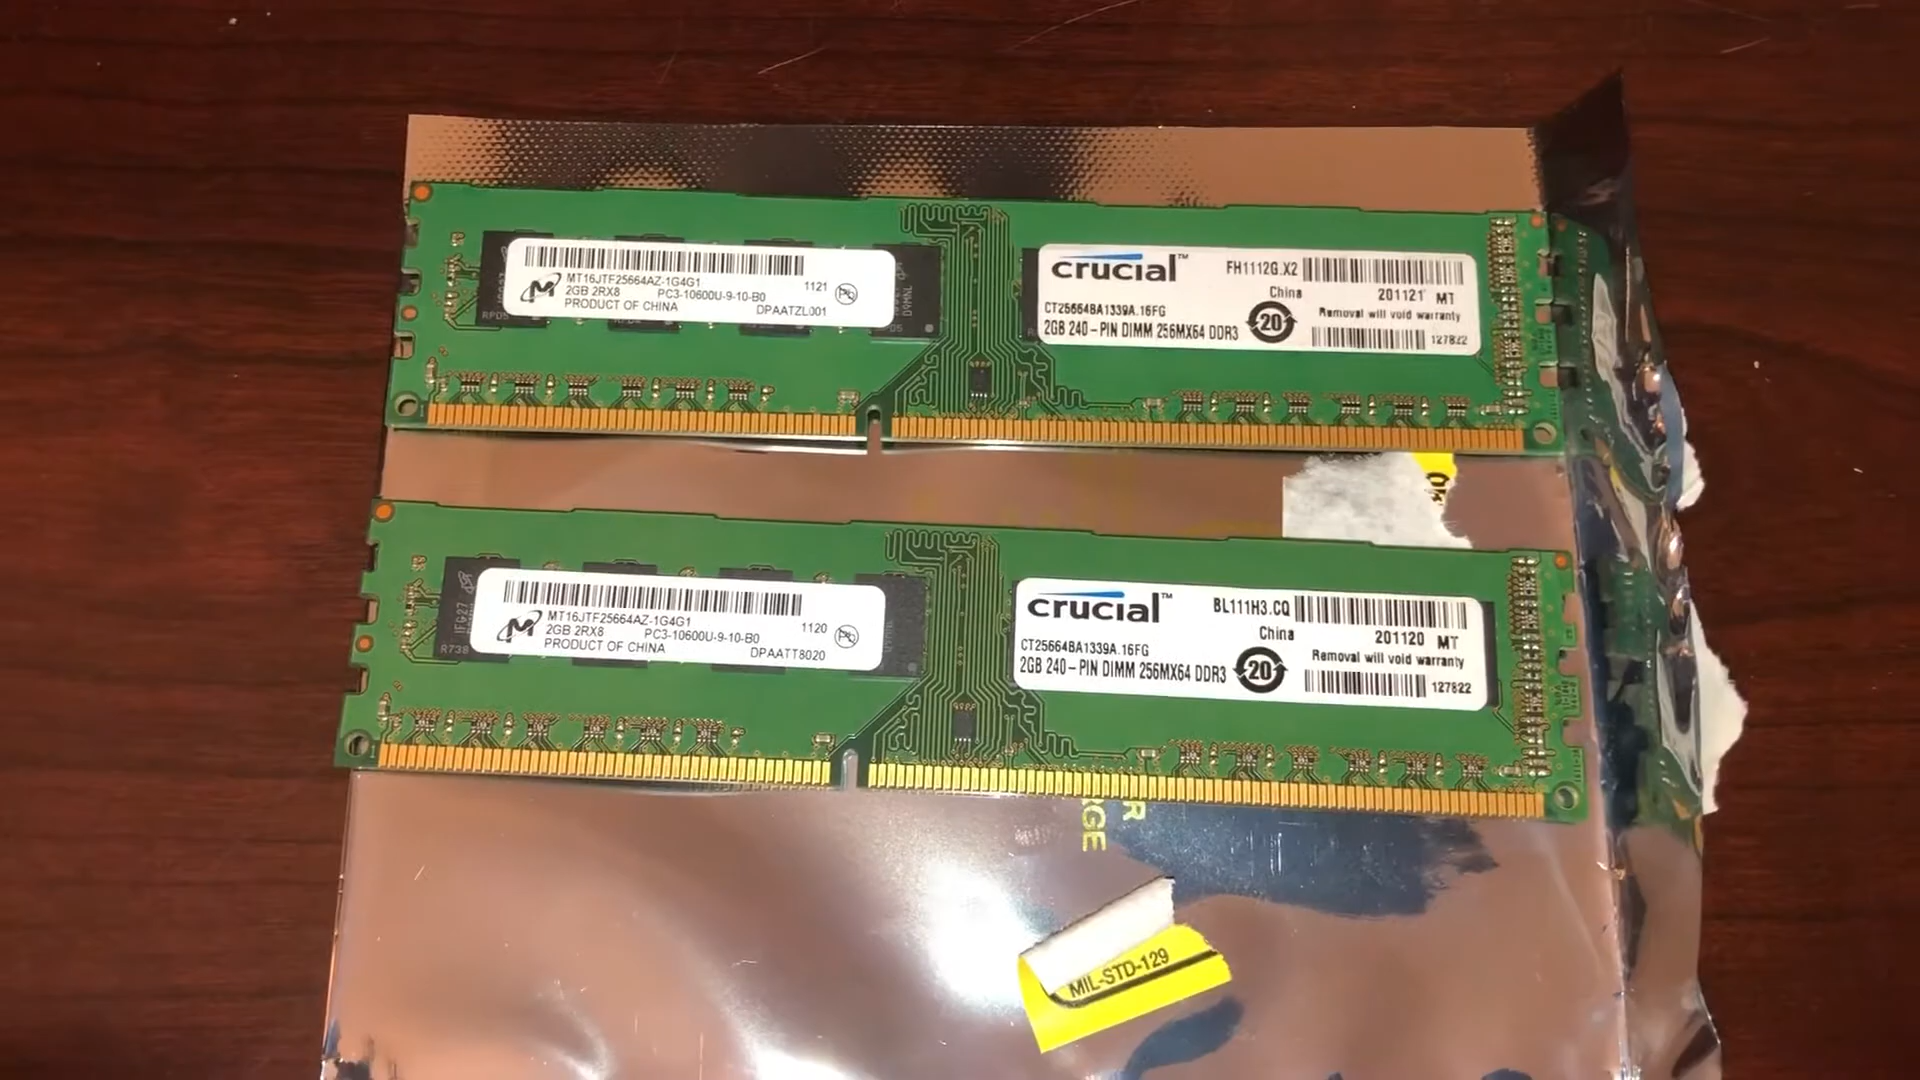 MT16JTF25664AZ-1G4G1
2GB 2RX8 PC3-10600U-9-10-B0 1121
PRODUCT OF CHINA DPAATZL001
crucial™ FH1112G.X2
China 201121 MT
CT25664BA1339A.16FG
Removal will void warranty
2GB 240-PIN DIMM 256MX64 DDR3 20
127822
MT16JTF25664AZ-1G4G1
2GB 2RX8 PC3-10600U-9-10-B0 1120
PRODUCT OF CHINA DPAATT8020
crucial™ BL111H3.CQ
China 201120 MT
CT25664BA1339A.16FG
Removal will void warranty
2GB 240-PIN DIMM 256MX64 DDR3 20
127822
R738
MIL-STD-129